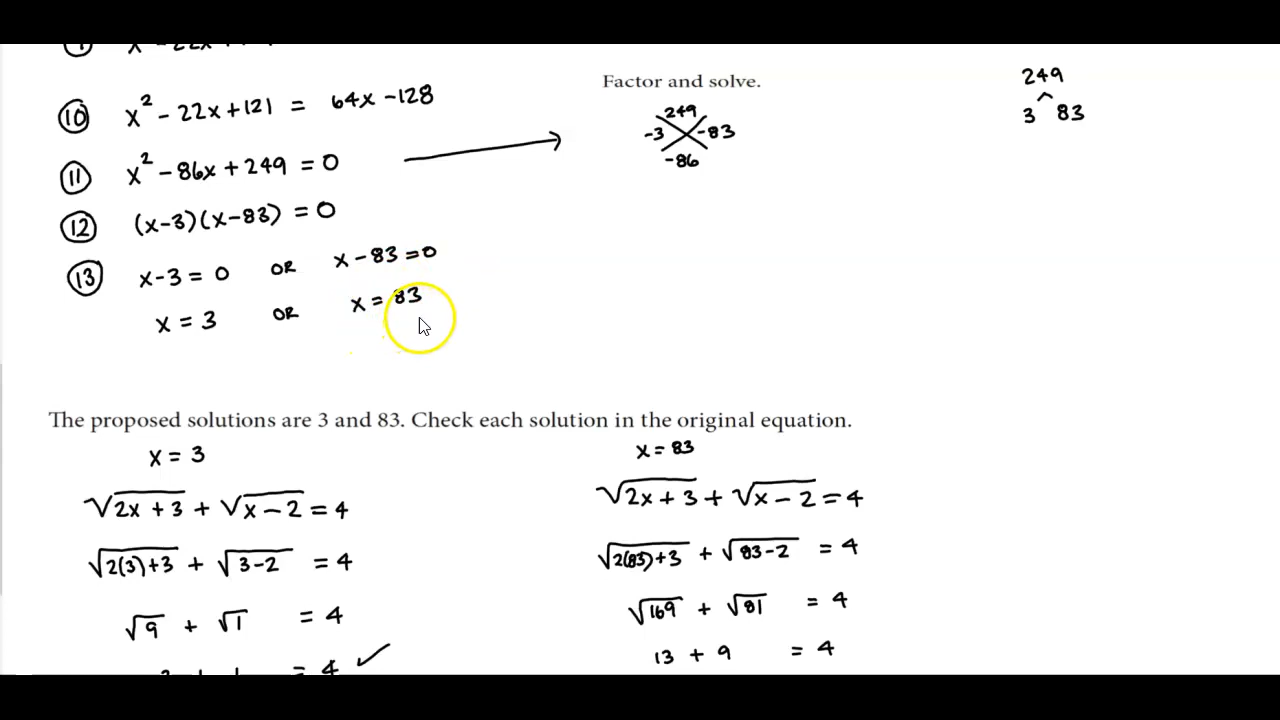 x² - 22x
⑩ x² - 22x + 121 = 64x - 128
⑪ x² - 86x + 249 = 0
⑫ (x-3)(x-83) = 0
⑬ x-3 = 0 OR x - 83 = 0
x = 3 OR x = 83
Factor and solve.
249
-3 -83
-86
249
3 83
The proposed solutions are 3 and 83. Check each solution in the original equation.
x = 3
√(2x + 3) + √(x - 2) = 4
√(2(3)+3) + √(3-2) = 4
√9 + √1 = 4
= 4 ✓
x = 83
√(2x + 3) + √(x - 2) = 4
√(2(83)+3) + √(83-2) = 4
√169 + √81 = 4
13 + 9 = 4